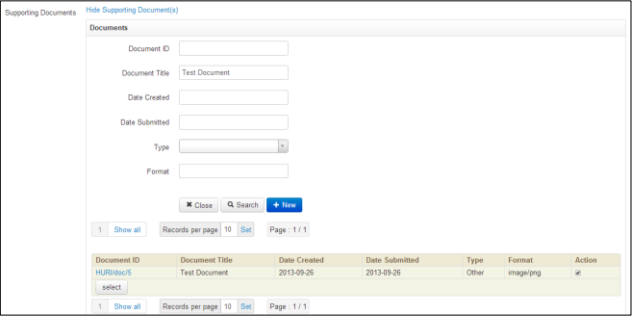 Supporting Documents Hide Supporting Document(s)
Documents
Document ID
Document Title Test Document
Date Created
Date Submitted
Type
Format
✖ Close Search + New
1 Show all Records per page 10 Set Page : 1 / 1
Document ID Document Title Date Created Date Submitted Type Format Action
HURI/doc/5 Test Document 2013-09-26 2013-09-26 Other image/png
select
1 Show all Records per page 10 Set Page : 1 / 1